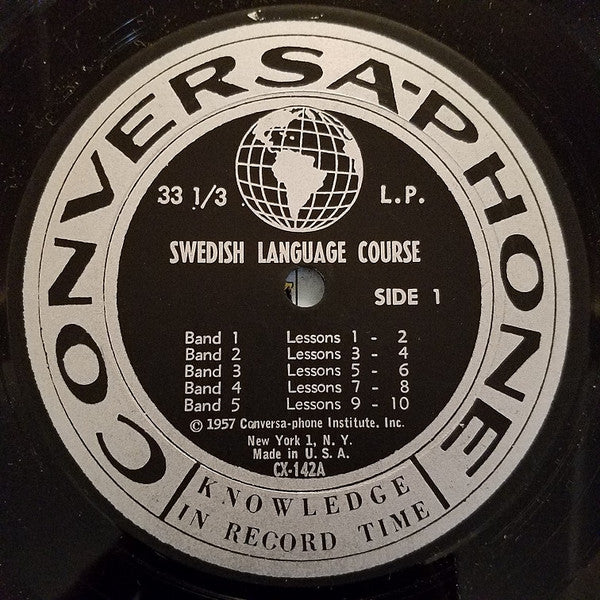 CONVERSA-PHONE
33 1/3
L.P.
SWEDISH LANGUAGE COURSE
SIDE 1
Band 1 Lessons 1 - 2
Band 2 Lessons 3 - 4
Band 3 Lessons 5 - 6
Band 4 Lessons 7 - 8
Band 5 Lessons 9 - 10
© 1957 Conversa-phone Institute, Inc.
New York 1, N. Y.
Made in U. S. A.
CX-142A
KNOWLEDGE
IN RECORD TIME